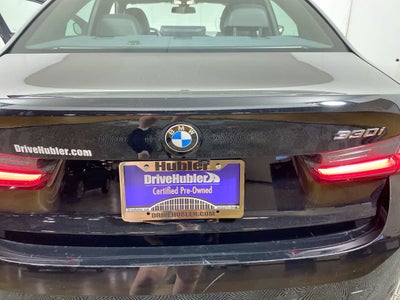 BMW
330i
DriveHubler.com
Hubler
DriveHubler
Certified Pre-Owned
DRIVEHUBLER.COM